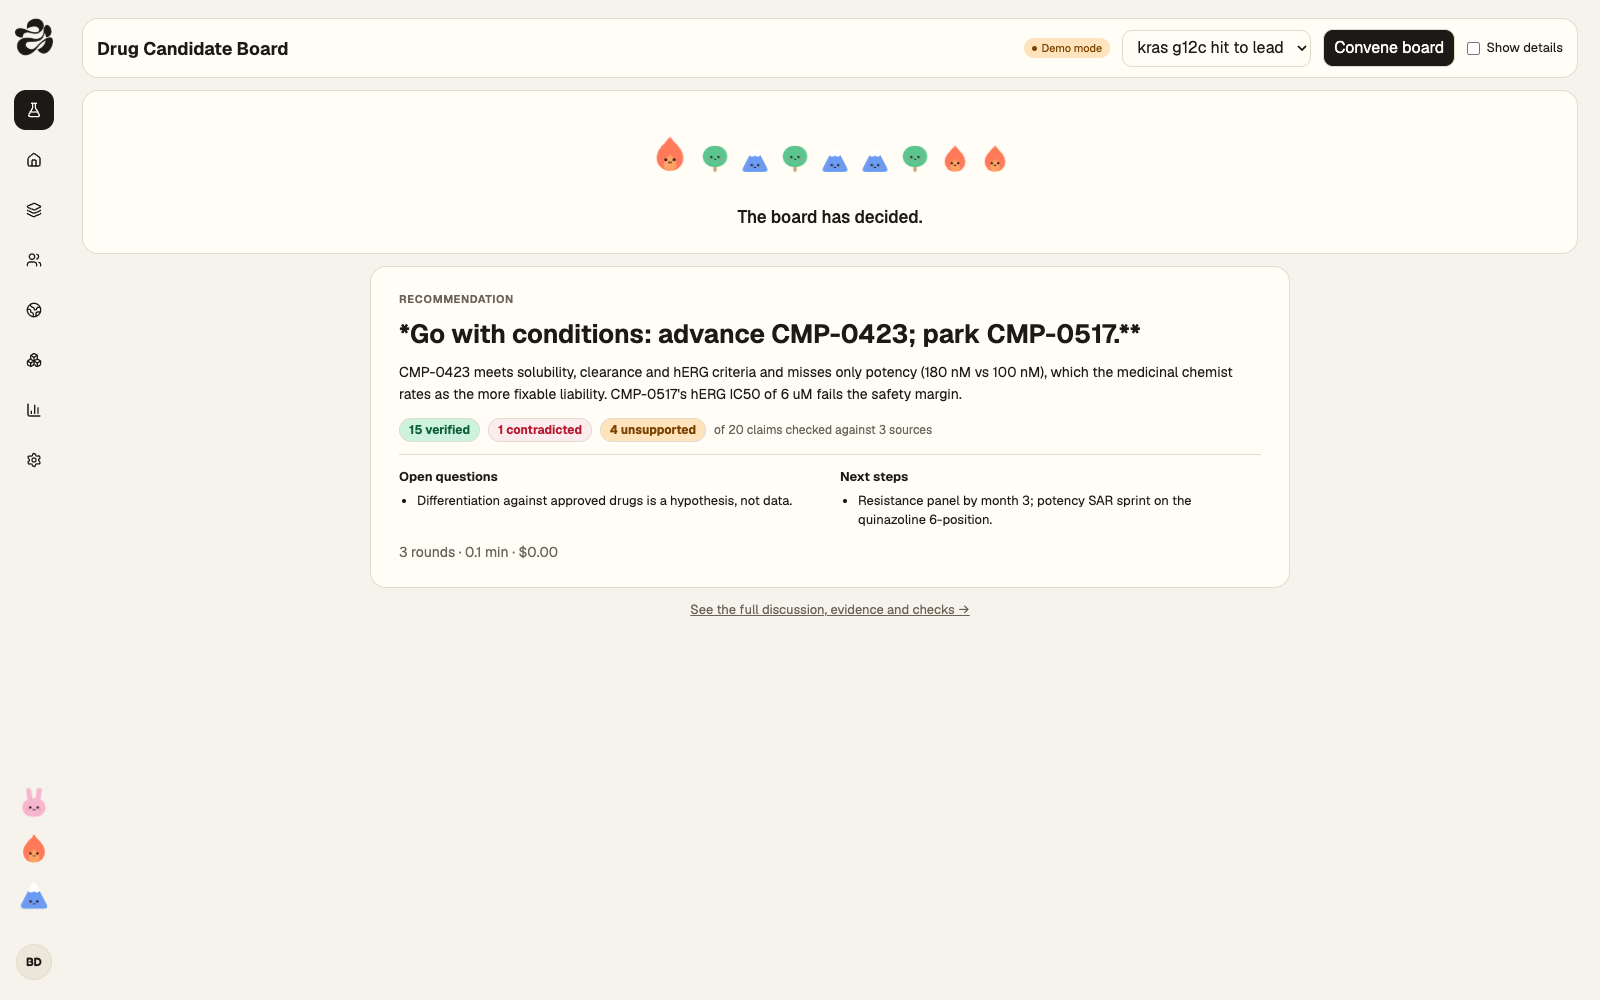 Drug Candidate Board
Demo mode
kras g12c hit to lead
Convene board
Show details
The board has decided.
RECOMMENDATION
*Go with conditions: advance CMP-0423; park CMP-0517.**
CMP-0423 meets solubility, clearance and hERG criteria and misses only potency (180 nM vs 100 nM), which the medicinal chemist
rates as the more fixable liability. CMP-0517's hERG IC50 of 6 uM fails the safety margin.
15 verified
1 contradicted
4 unsupported
of 20 claims checked against 3 sources
Open questions
• Differentiation against approved drugs is a hypothesis, not data.
Next steps
• Resistance panel by month 3; potency SAR sprint on the
quinazoline 6-position.
3 rounds · 0.1 min · $0.00
See the full discussion, evidence and checks →
BD